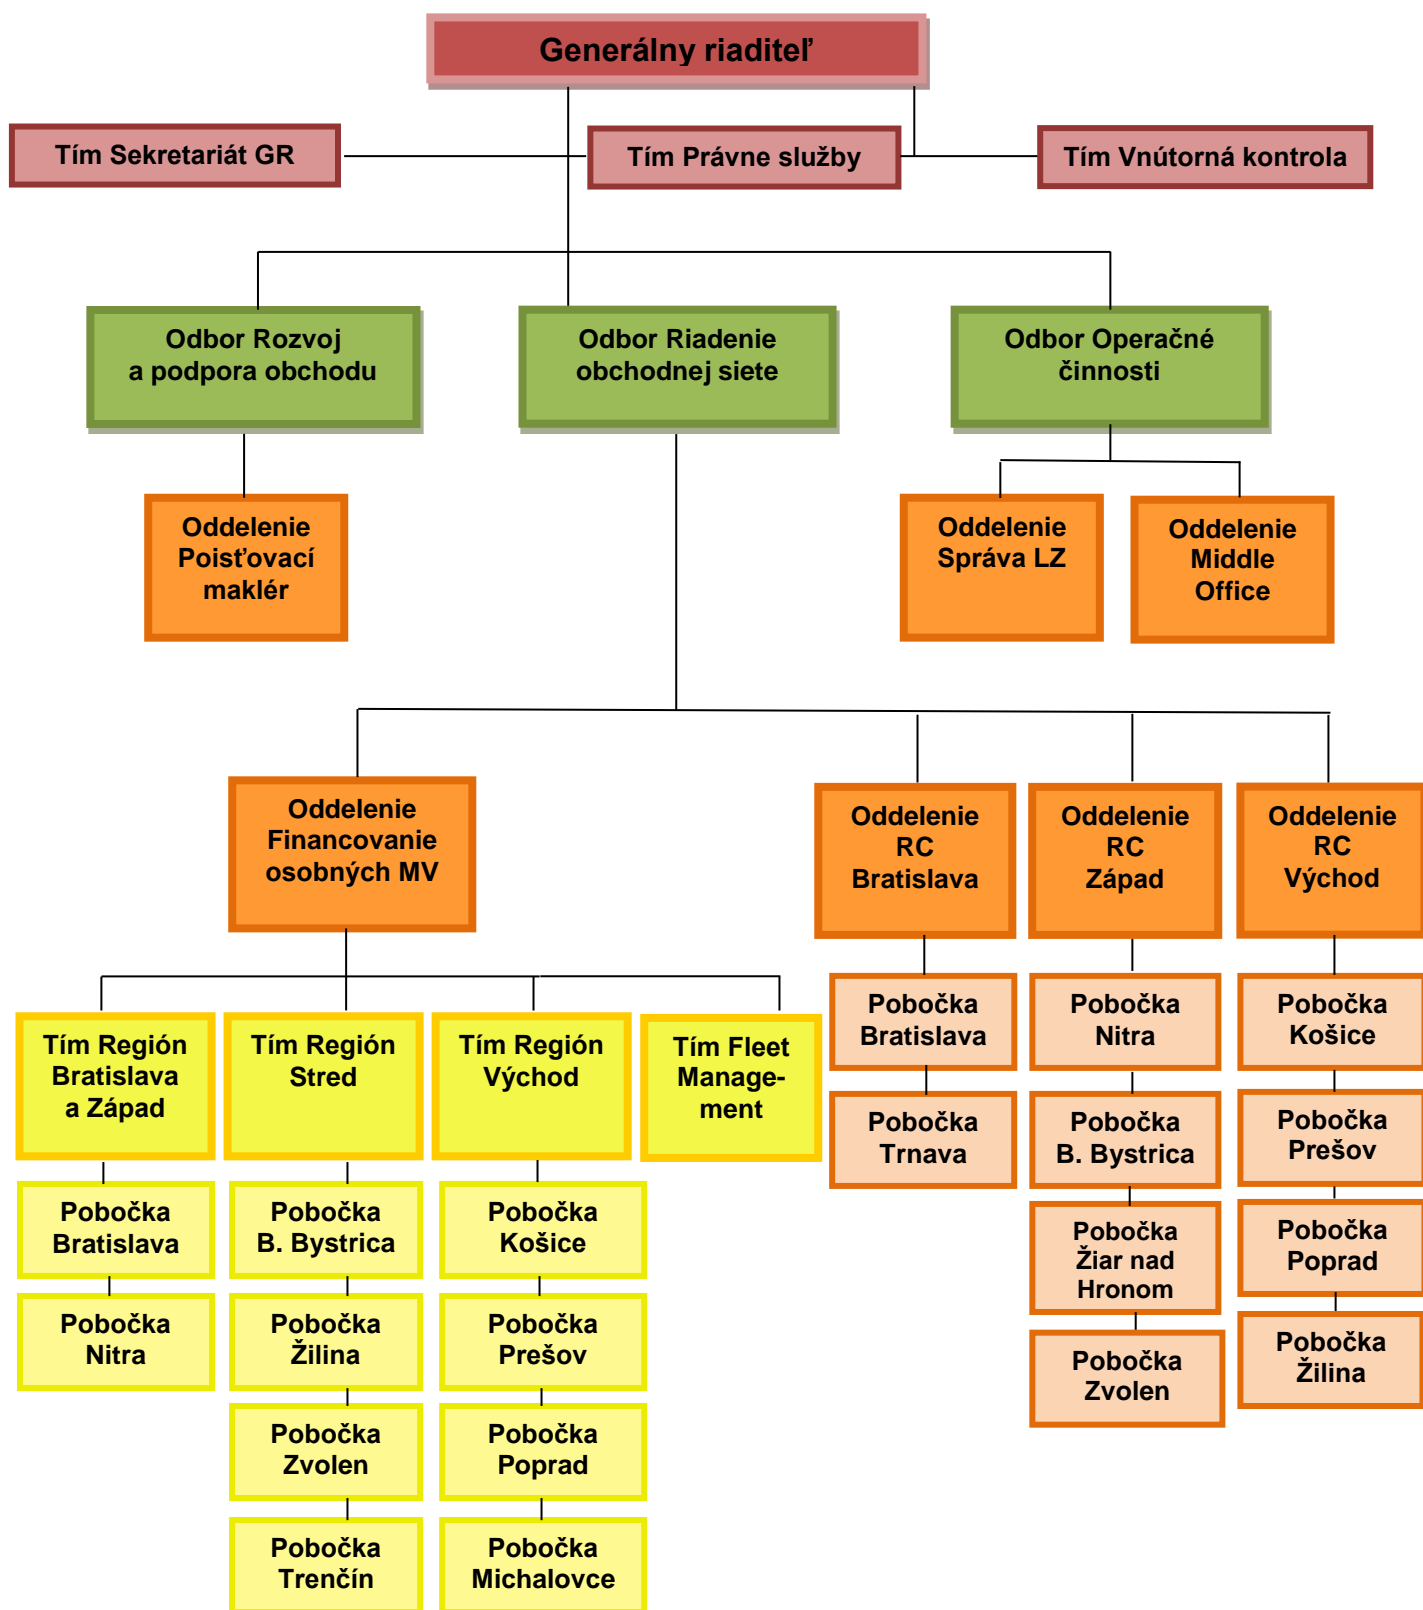 Generálny riaditeľ
Tím Sekretariát GR
Tím Právne služby
Tím Vnútorná kontrola
Odbor Rozvoj
a podpora obchodu
Odbor Riadenie
obchodnej siete
Odbor Operačné
činnosti
Oddelenie
Poisťovací
maklér
Oddelenie
Správa LZ
Oddelenie
Middle
Office
Oddelenie
Financovanie
osobných MV
Oddelenie
RC
Bratislava
Oddelenie
RC
Západ
Oddelenie
RC
Východ
Tím Región
Bratislava
a Západ
Tím Región
Stred
Tím Región
Východ
Tím Fleet
Manage-
ment
Pobočka
Bratislava
Pobočka
Nitra
Pobočka
B. Bystrica
Pobočka
Žilina
Pobočka
Zvolen
Pobočka
Trenčín
Pobočka
Košice
Pobočka
Prešov
Pobočka
Poprad
Pobočka
Michalovce
Pobočka
Bratislava
Pobočka
Trnava
Pobočka
Nitra
Pobočka
B. Bystrica
Pobočka
Žiar nad
Hronom
Pobočka
Zvolen
Pobočka
Košice
Pobočka
Prešov
Pobočka
Poprad
Pobočka
Žilina